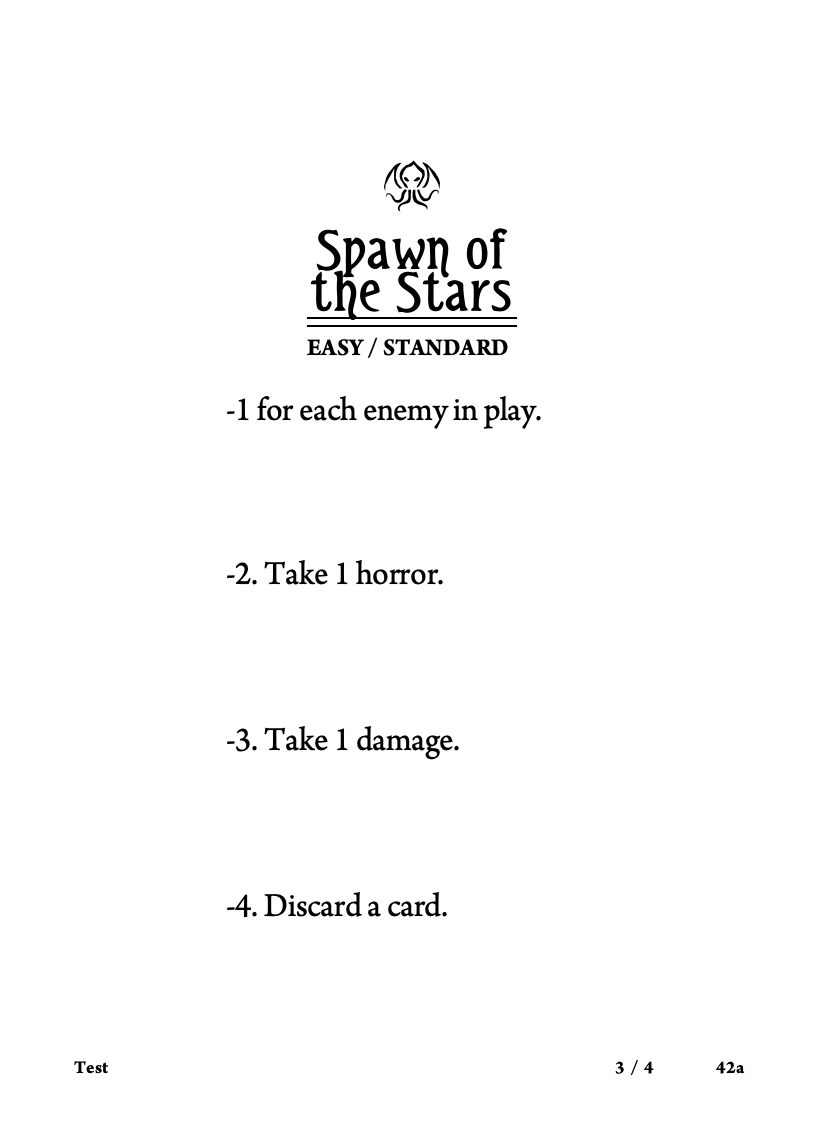 Spawn of
the Stars
EASY / STANDARD
-1 for each enemy in play.
-2. Take 1 horror.
-3. Take 1 damage.
-4. Discard a card.
Test 3 / 4 42a